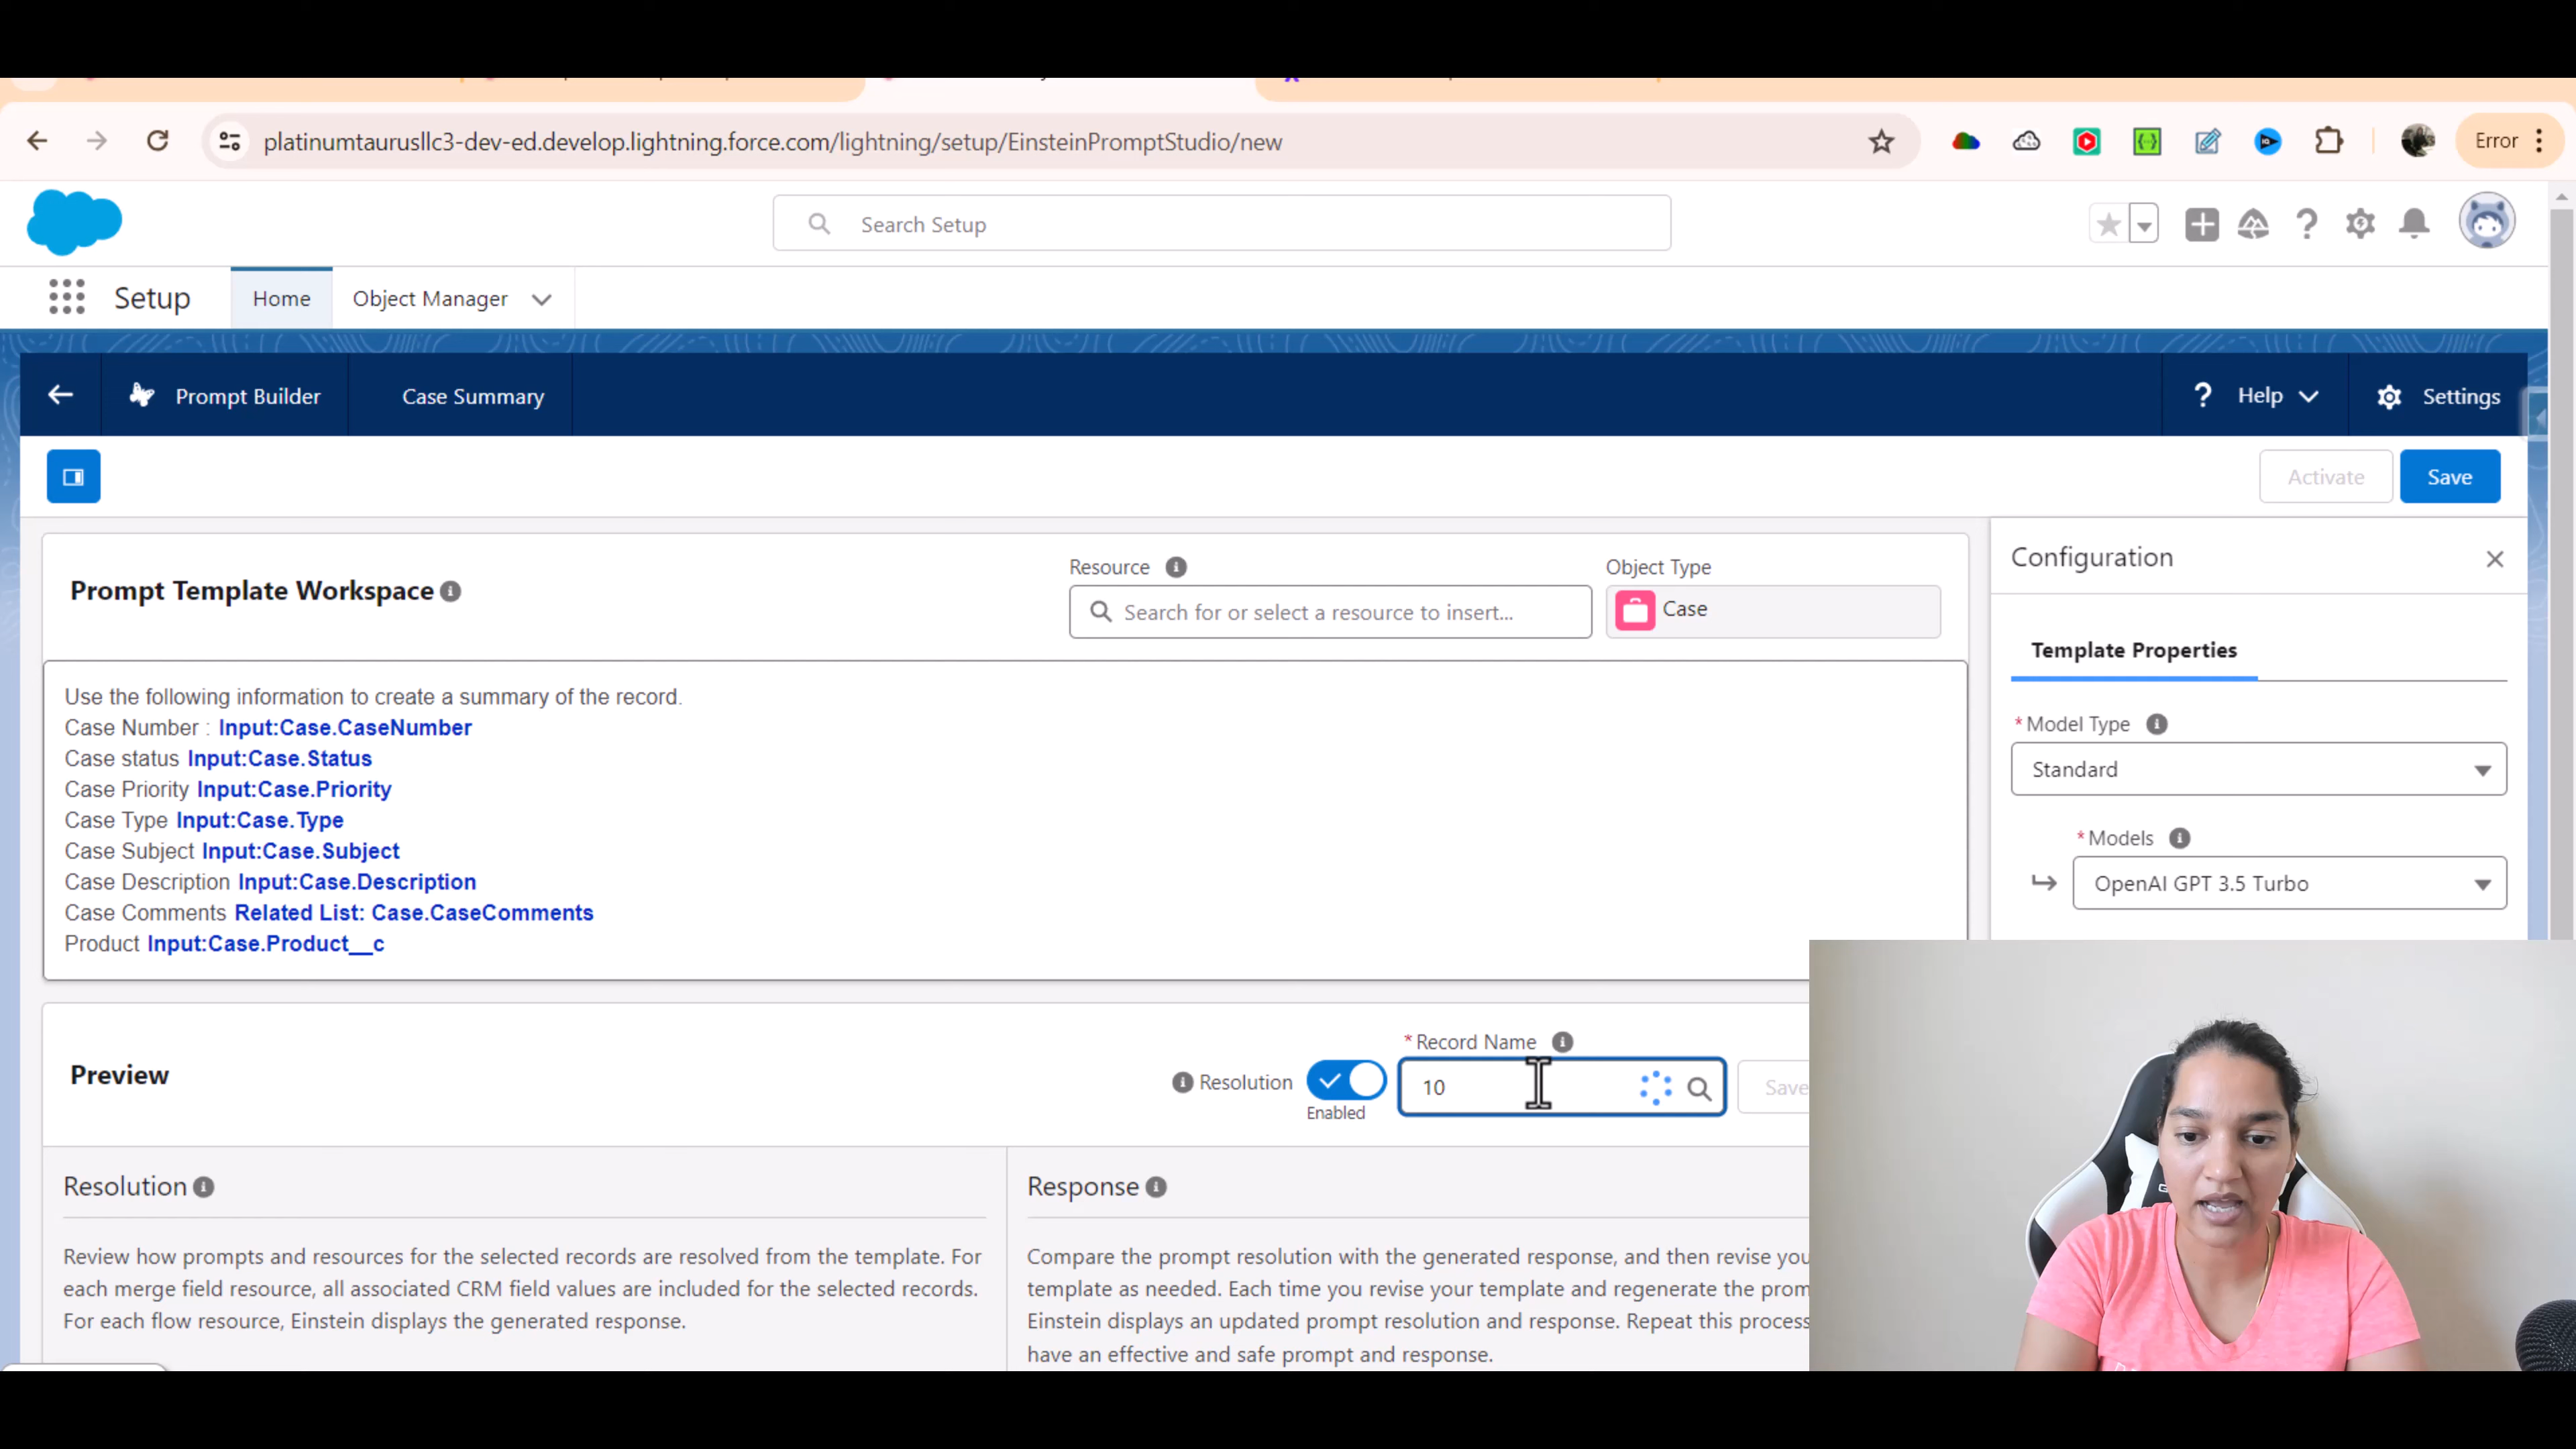 platinumtaurusllc3-dev-ed.develop.lightning.force.com/lightning/setup/EinsteinPromptStudio/new
Error
Search Setup
Setup
Home
Object Manager
Prompt Builder
Case Summary
? Help
Settings
Activate
Save
Prompt Template Workspace
Resource
Search for or select a resource to insert...
Object Type
Case
Configuration
Template Properties
Use the following information to create a summary of the record.
Case Number : Input:Case.CaseNumber
Case status Input:Case.Status
Case Priority Input:Case.Priority
Case Type Input:Case.Type
Case Subject Input:Case.Subject
Case Description Input:Case.Description
Case Comments Related List: Case.CaseComments
Product Input:Case.Product__c
* Model Type
Standard
* Models
OpenAI GPT 3.5 Turbo
Preview
Resolution
Enabled
* Record Name
10
Save
Resolution
Review how prompts and resources for the selected records are resolved from the template. For
each merge field resource, all associated CRM field values are included for the selected records.
For each flow resource, Einstein displays the generated response.
Response
Compare the prompt resolution with the generated response, and then revise you
template as needed. Each time you revise your template and regenerate the prom
Einstein displays an updated prompt resolution and response. Repeat this process
have an effective and safe prompt and response.